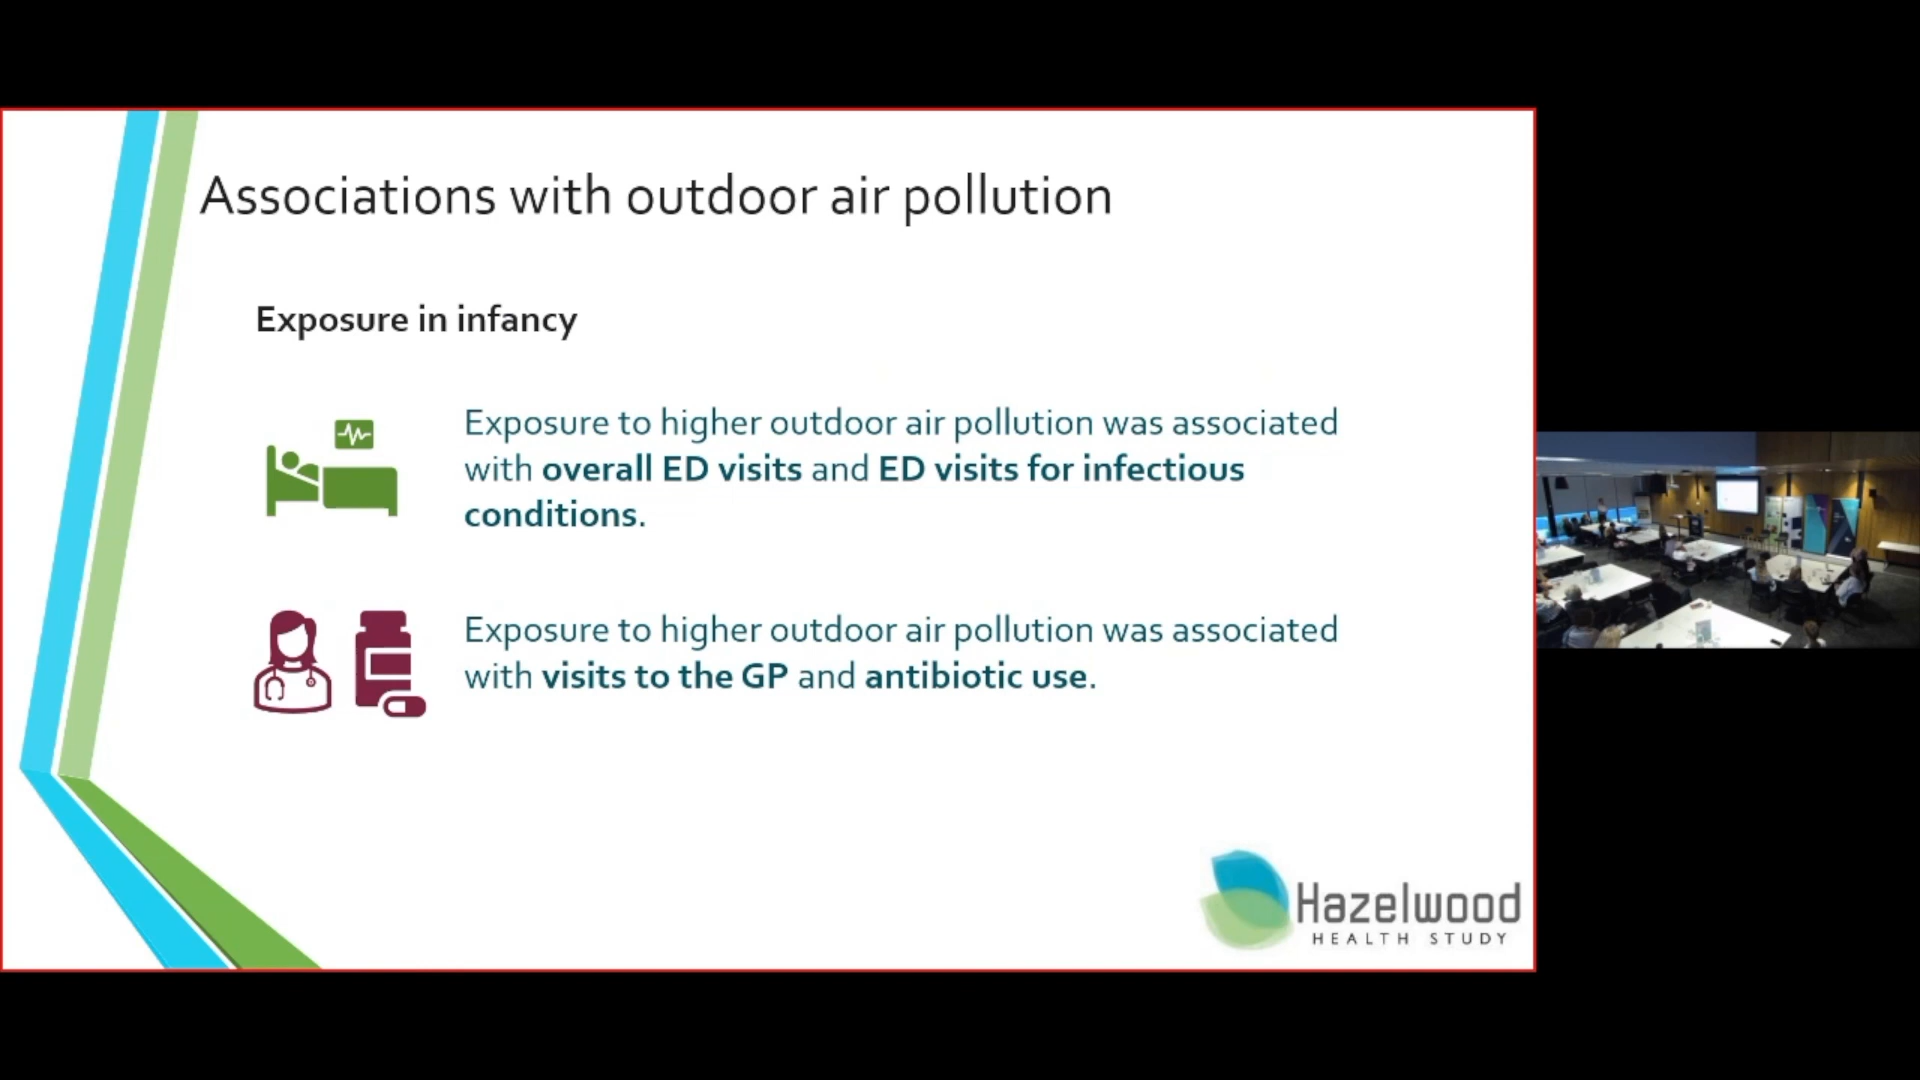 Associations with outdoor air pollution
Exposure in infancy
Exposure to higher outdoor air pollution was associated
with overall ED visits and ED visits for infectious
conditions.
Exposure to higher outdoor air pollution was associated
with visits to the GP and antibiotic use.
Hazelwood
HEALTH STUDY